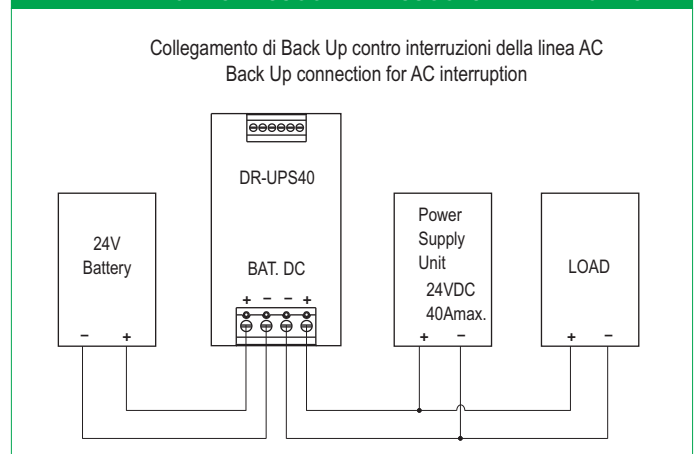 Collegamento di Back Up contro interruzioni della linea AC
Back Up connection for AC interruption
DR-UPS40
BAT. DC
+ − − +
24V
Battery
− +
Power
Supply
Unit
24VDC
40Amax.
+ −
LOAD
+ −